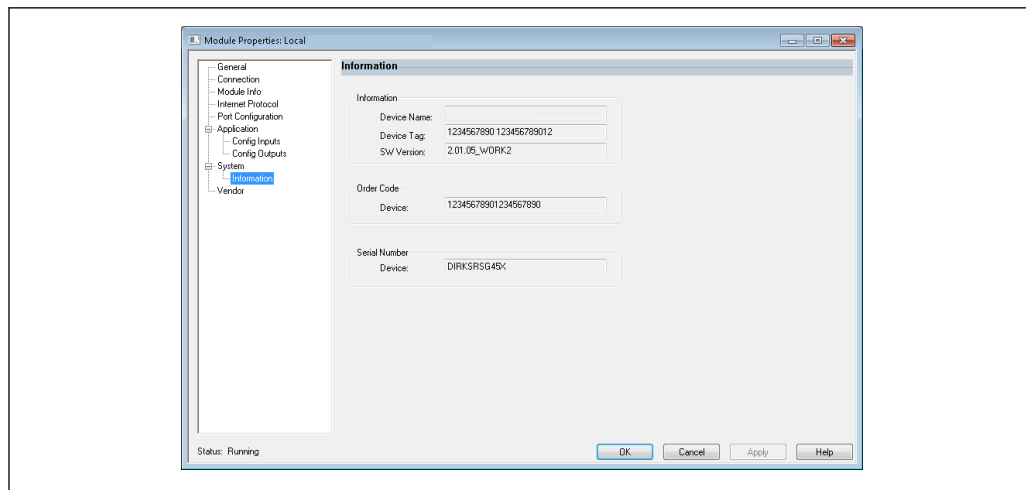 Module Properties: Local
General
Connection
Module Info
Internet Protocol
Port Configuration
Application
Config Inputs
Config Outputs
System
Information
Vendor
Information
Information
Device Name:
Device Tag: 1234567890 123456789012
SW Version: 2.01.05_WORK2
Order Code
Device: 12345678901234567890
Serial Number
Device: DIRKSRSG45X
Status: Running
OK Cancel Apply Help